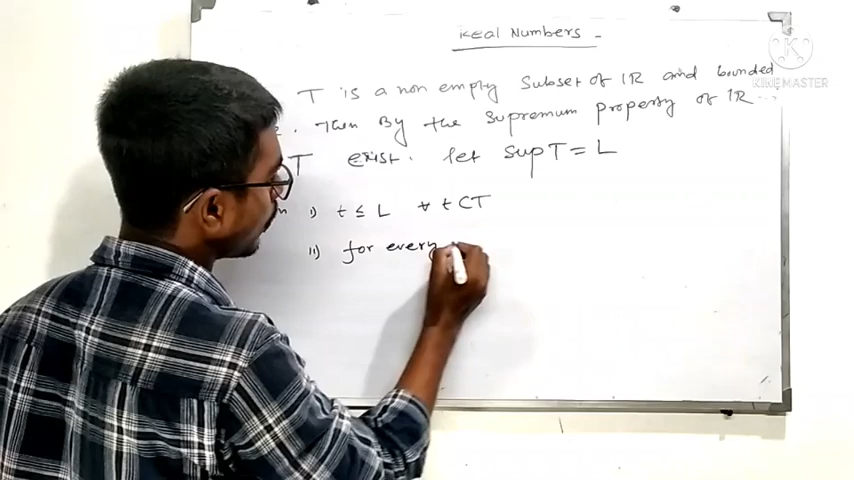 Real Numbers
T is a non empty Subset of IR and bounded
KINEMASTER
. Then By the supremum property of IR...
T exist. let supT = L
i) t ≤ L ∀ t ⊂ T
ii) for every